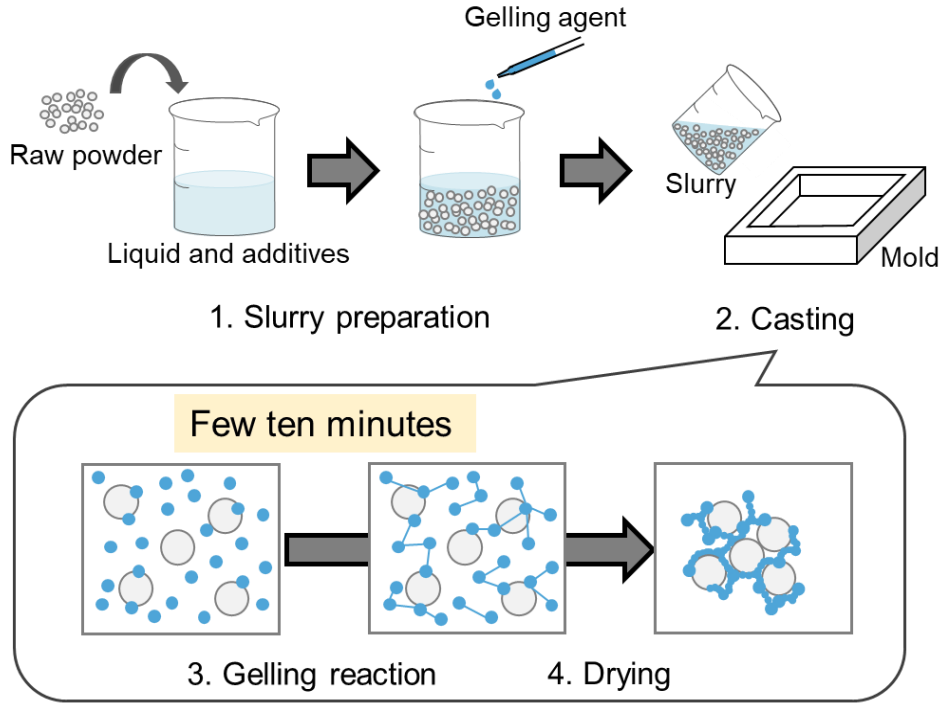 Gelling agent
Raw powder
Liquid and additives
Slurry
Mold
1. Slurry preparation
2. Casting
Few ten minutes
3. Gelling reaction
4. Drying